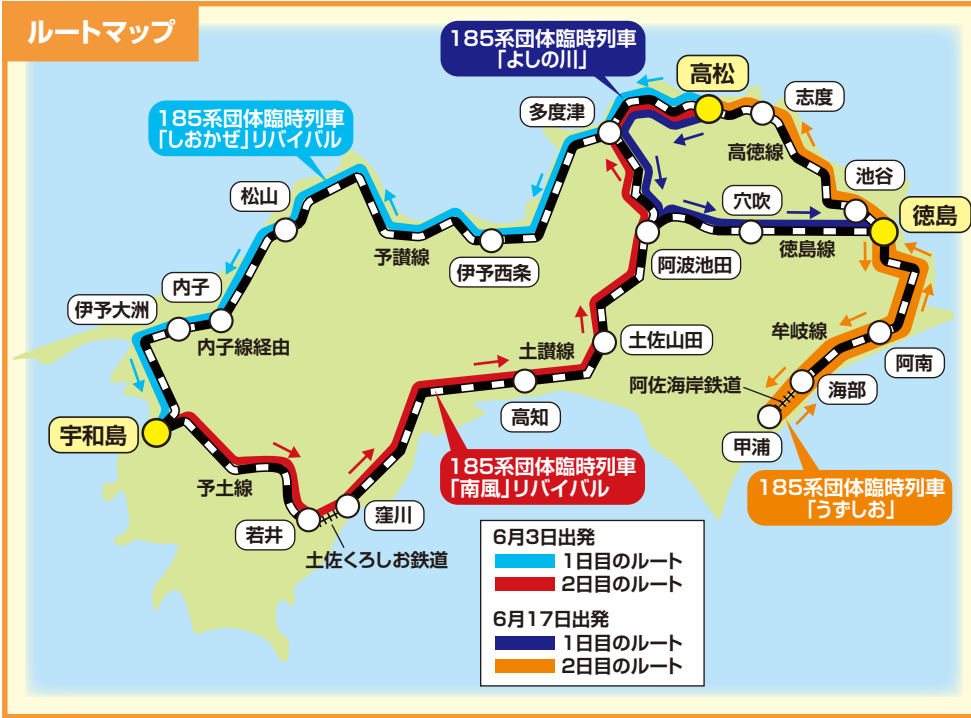 ルートマップ
185系団体臨時列車
「よしの川」
高松
志度
多度津
185系団体臨時列車
「しおかぜ」リバイバル
高徳線
池谷
松山
穴吹
徳島
予讃線
伊予西条
阿波池田
徳島線
内子
伊予大洲
内子線経由
牟岐線
土讃線
土佐山田
阿南
阿佐海岸鉄道
海部
高知
甲浦
宇和島
185系団体臨時列車
「南風」リバイバル
予土線
185系団体臨時列車
「うずしお」
窪川
若井
土佐くろしお鉄道
6月3日出発
1日目のルート
2日目のルート
6月17日出発
1日目のルート
2日目のルート